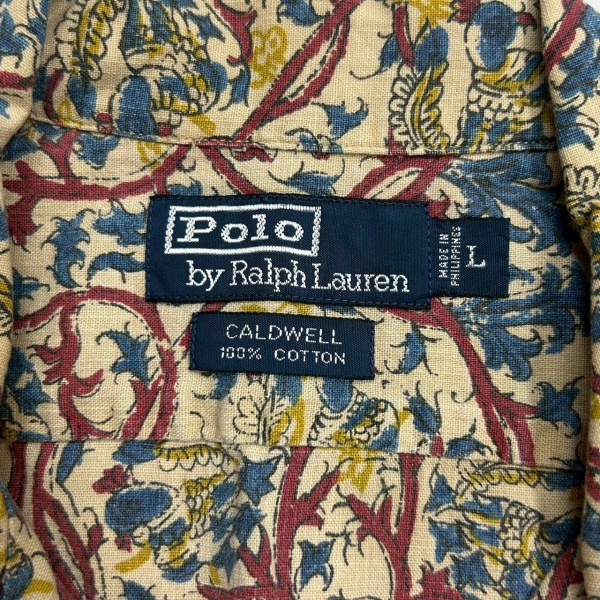 Polo
by Ralph Lauren
MADE IN
PHILIPPINES
L
CALDWELL
100% COTTON